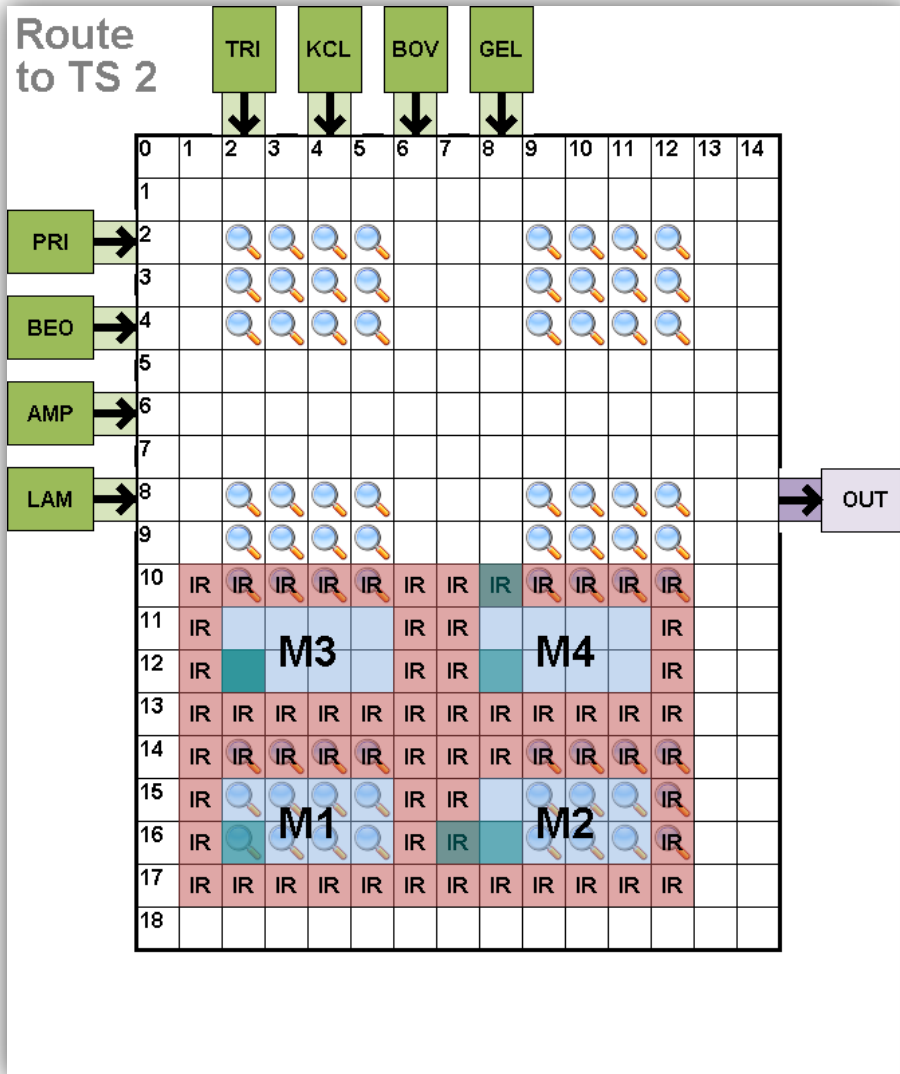 Route
to TS 2
TRI KCL BOV GEL
0 1 2 3 4 5 6 7 8 9 10 11 12 13 14
1
PRI 2
3
BEO 4
5
AMP 6
7
LAM 8 OUT
9
10 IR IR IR IR IR IR IR IR IR IR IR IR
11 IR IR IR IR
M3 M4
12 IR IR IR IR
13 IR IR IR IR IR IR IR IR IR IR IR IR
14 IR IR IR IR IR IR IR IR IR IR IR IR
15 IR IR IR IR
M1 M2
16 IR IR IR IR
17 IR IR IR IR IR IR IR IR IR IR IR IR
18